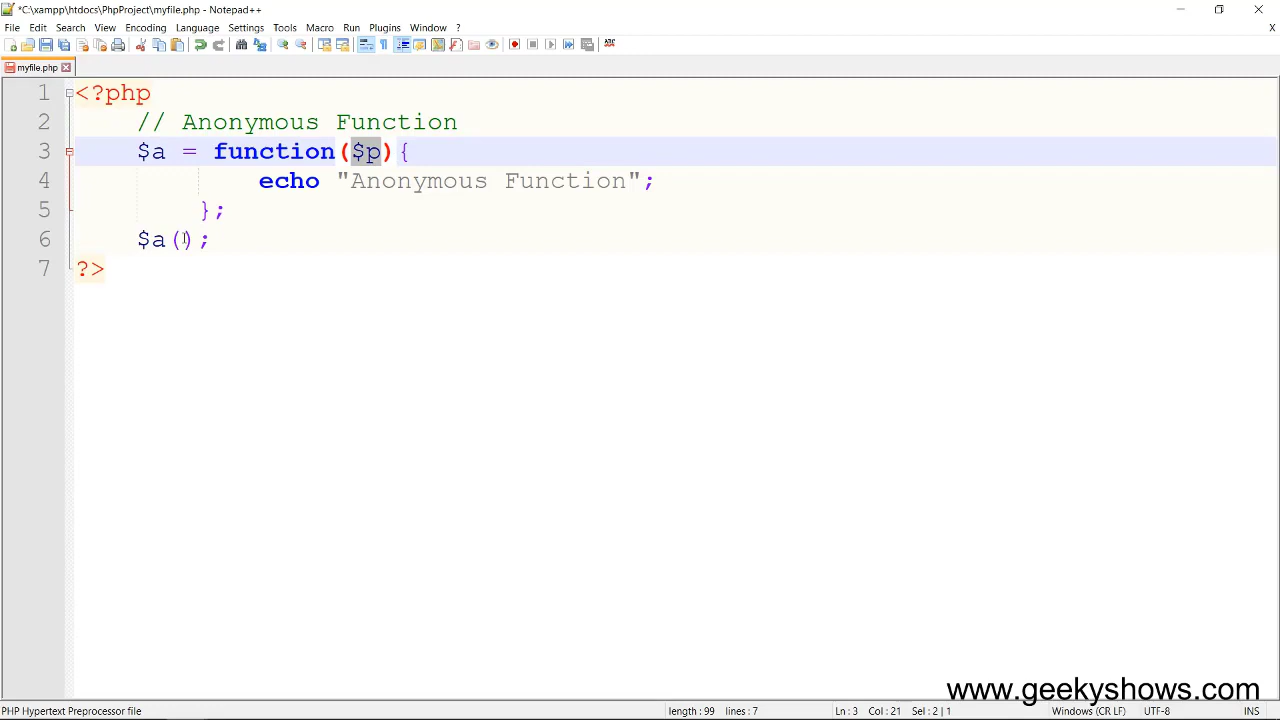 *C:\xampp\htdocs\PhpProject\myfile.php - Notepad++
File Edit Search View Encoding Language Settings Tools Macro Run Plugins Window ? X
myfile.php
1 <?php
2 // Anonymous Function
3 $a = function($p){
4 echo "Anonymous Function";
5 };
6 $a();
7 ?>
www.geekyshows.com
PHP Hypertext Preprocessor file length : 99 lines : 7 Ln : 3 Col : 21 Sel : 2 | 1 Windows (CR LF) UTF-8 INS